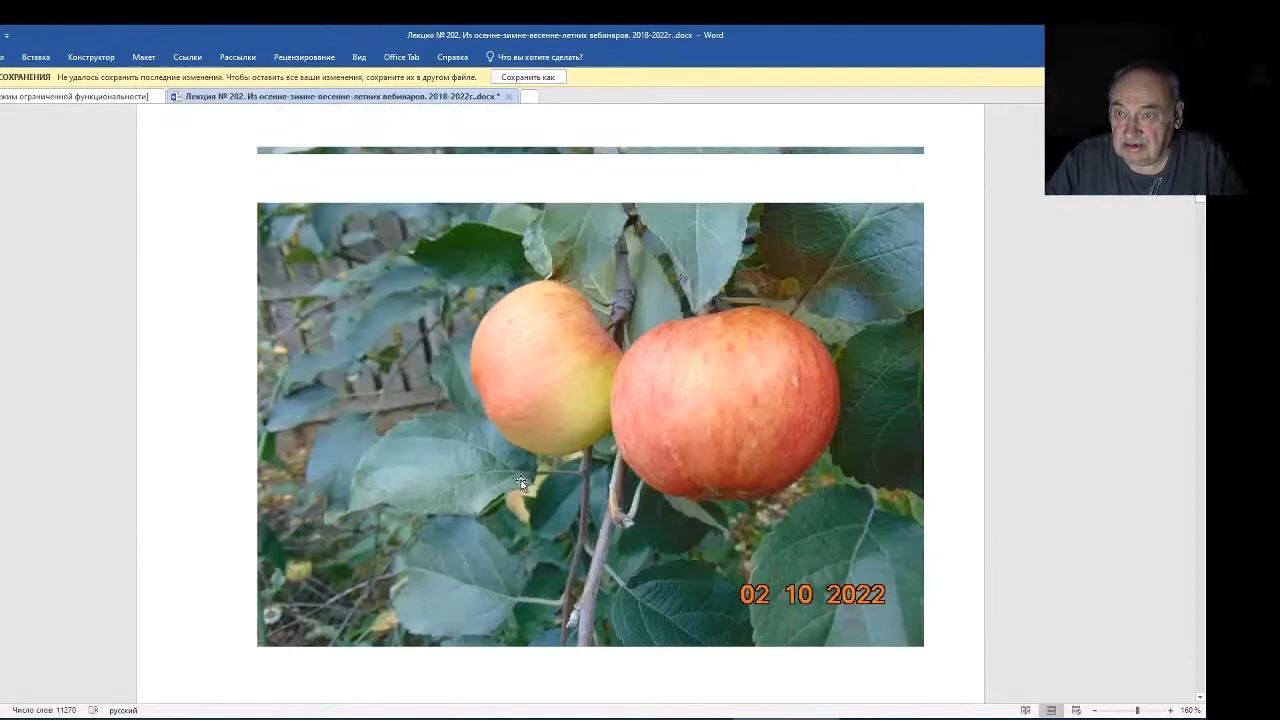 Лекция № 202. Из осенне-зимне-весенне-летних вебинаров. 2018-2022г..docx - Word
Вставка Конструктор Макет Ссылки Рассылки Рецензирование Вид Office Tab Справка Что вы хотите сделать?
СОХРАНЕНИЯ Не удалось сохранить последние изменения. Чтобы оставить все ваши изменения, сохраните их в другом файле. Сохранить как
жим ограниченной функциональности] Лекция № 202. Из осенне-зимне-весенне-летних вебинаров. 2018-2022г..docx *
02 10 2022
Число слов: 11270 русский 160 %